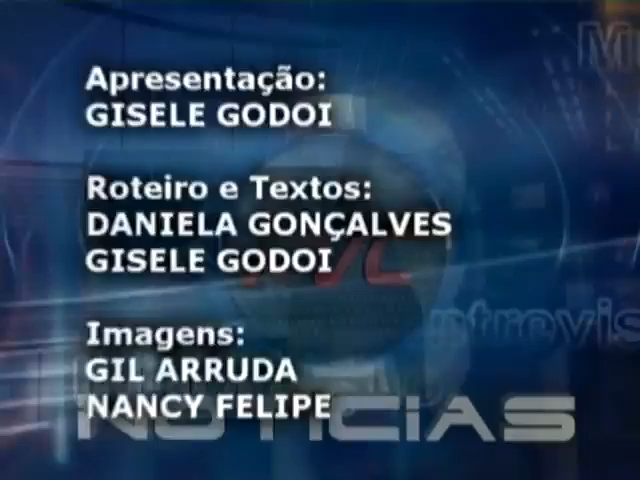 Apresentação:
GISELE GODOI
Roteiro e Textos:
DANIELA GONÇALVES
GISELE GODOI
Imagens:
GIL ARRUDA
NANCY FELIPE
NOTÍCIAS